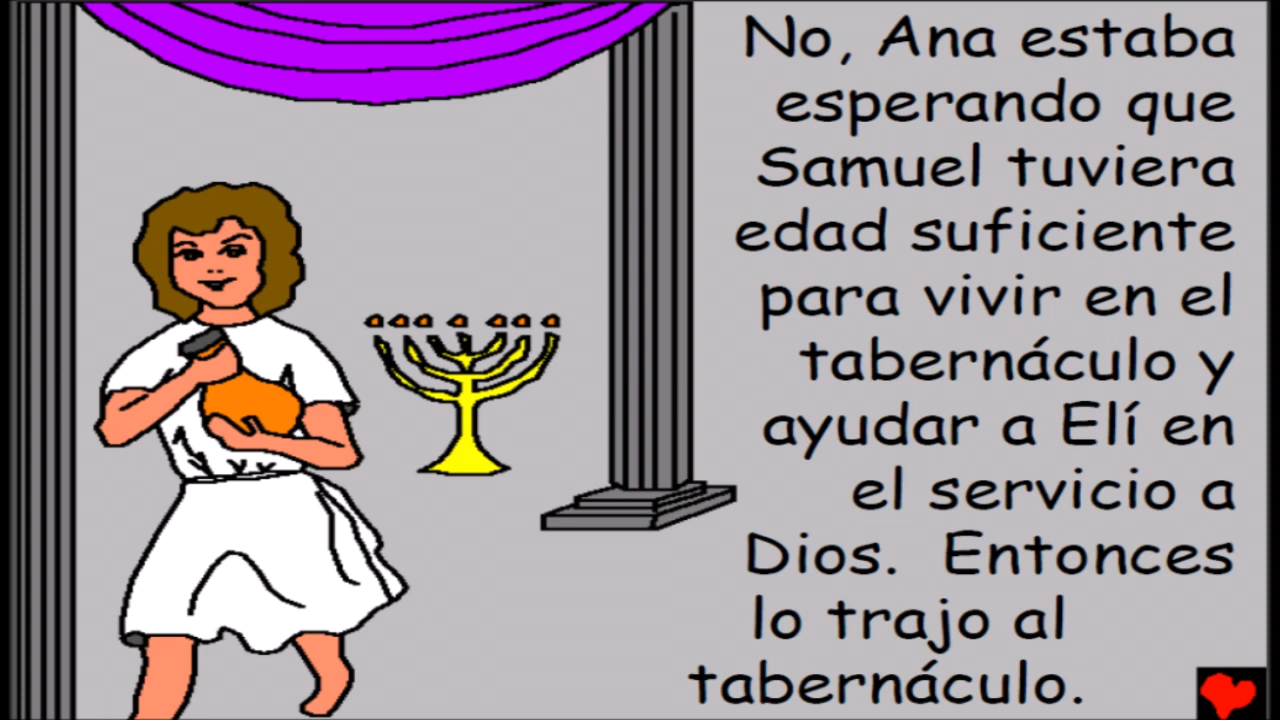 No, Ana estaba
esperando que
Samuel tuviera
edad suficiente
para vivir en el
tabernáculo y
ayudar a Elí en
el servicio a
Dios.  Entonces
lo trajo al
tabernáculo.